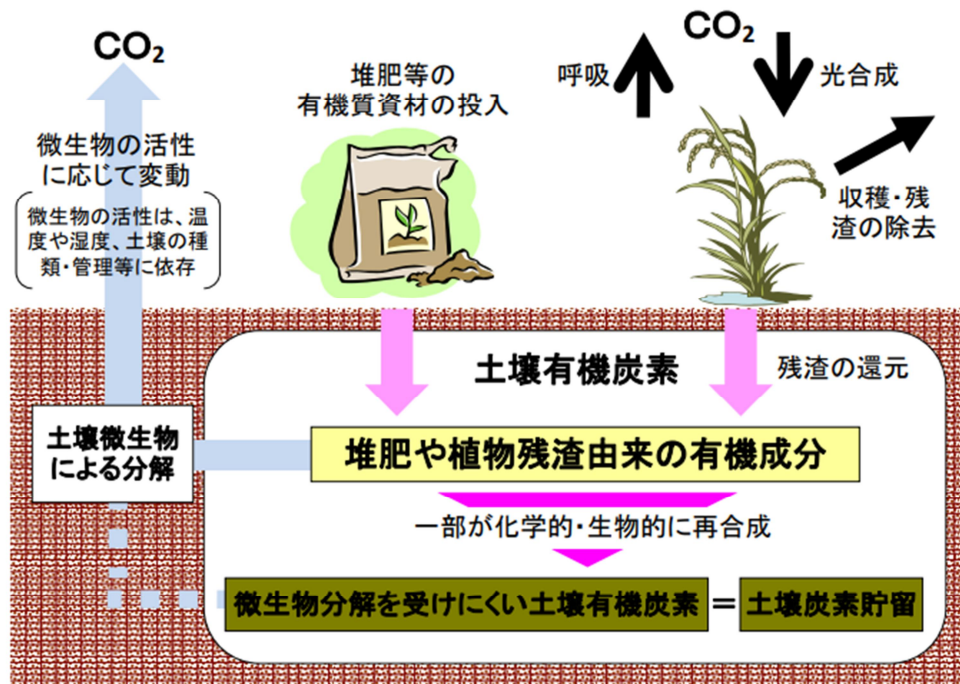 CO₂
微生物の活性
に応じて変動
微生物の活性は、温
度や湿度、土壌の種
類・管理等に依存
堆肥等の
有機質資材の投入
CO₂
呼吸
光合成
収穫・残
渣の除去
土壌有機炭素
残渣の還元
土壌微生物
による分解
堆肥や植物残渣由来の有機成分
一部が化学的・生物的に再合成
微生物分解を受けにくい土壌有機炭素 = 土壌炭素貯留